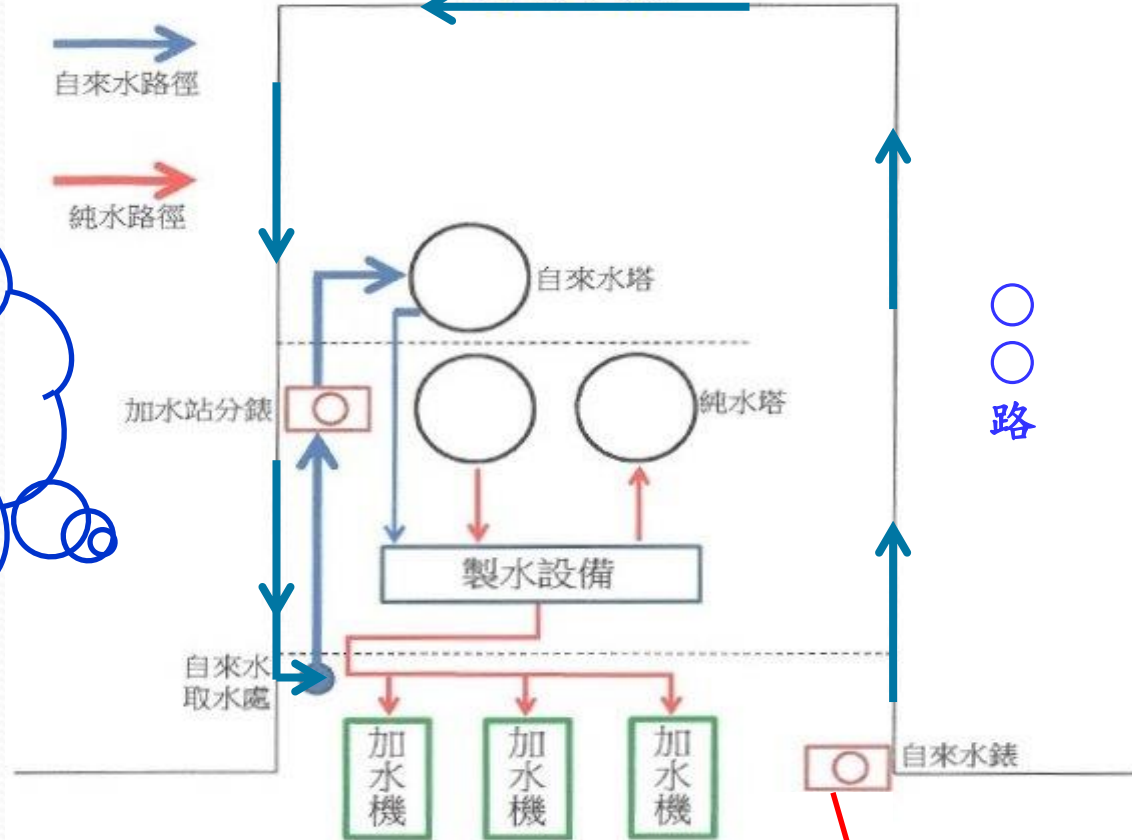 自來水路徑
純水路徑
自來水塔
加水站分錶
純水塔
製水設備
自來水
取水處
加水機
加水機
加水機
自來水錶
○○路